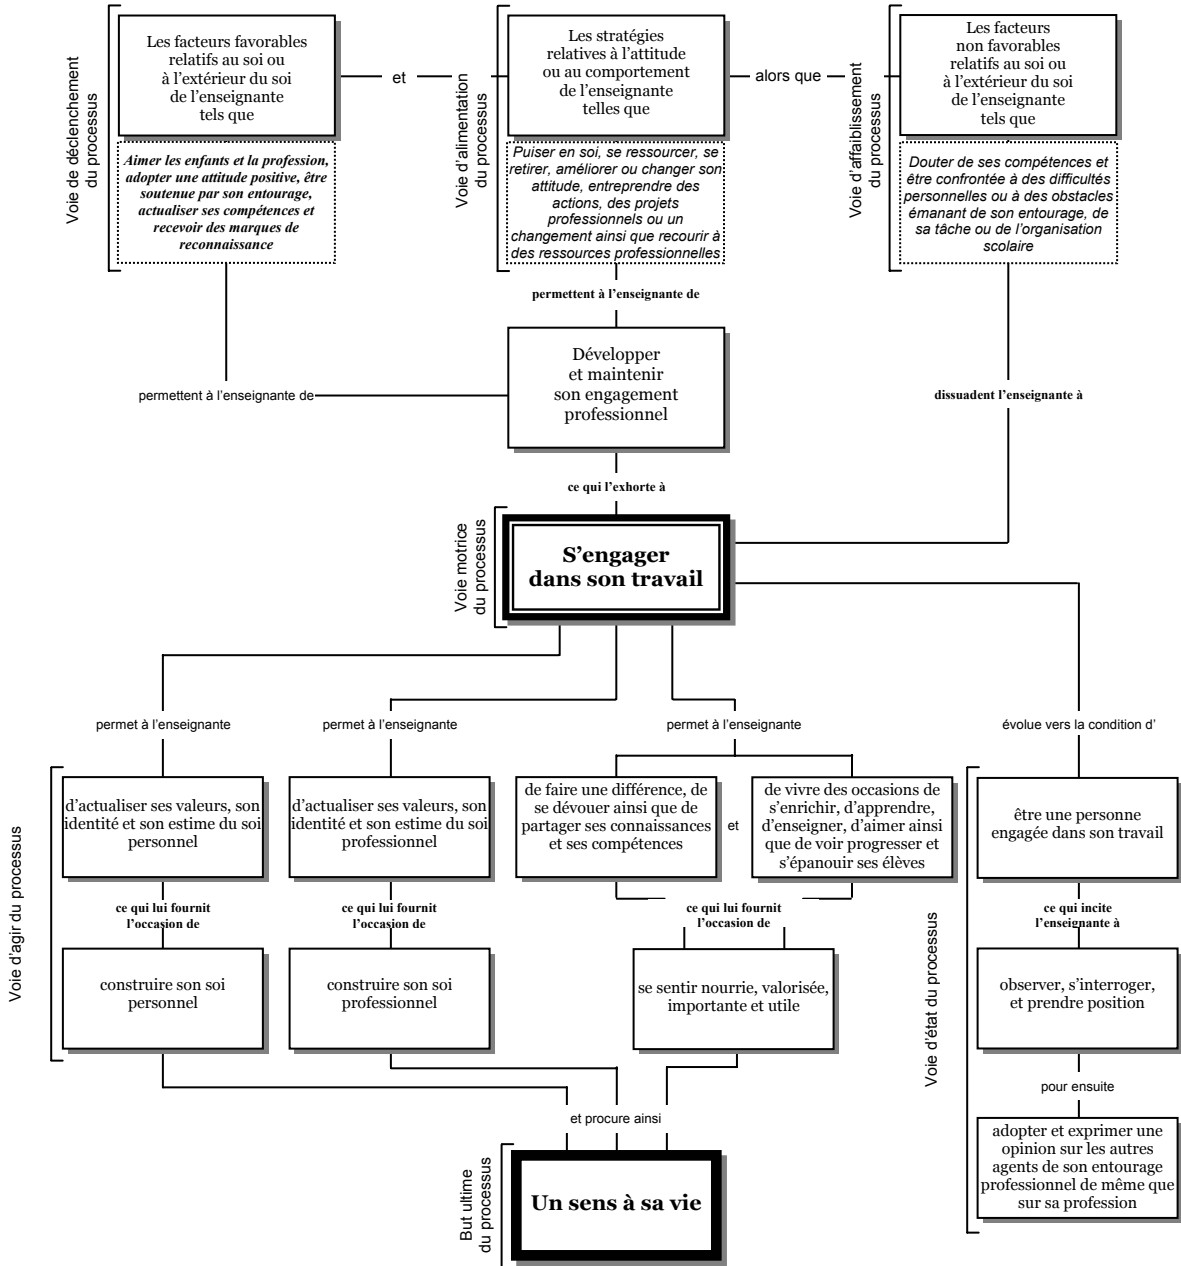 Voie de déclenchement
du processus
Les facteurs favorables
relatifs au soi ou
à l’extérieur du soi
de l’enseignante
tels que
Aimer les enfants et la profession,
adopter une attitude positive, être
soutenue par son entourage,
actualiser ses compétences et
recevoir des marques de
reconnaissance
et
Voie d’alimentation
du processus
Les stratégies
relatives à l’attitude
ou au comportement
de l’enseignante
telles que
Puiser en soi, se ressourcer, se
retirer, améliorer ou changer son
attitude, entreprendre des
actions, des projets
professionnels ou un
changement ainsi que recourir à
des ressources professionnelles
alors que
Voie d’affaiblissement
du processus
Les facteurs
non favorables
relatifs au soi ou
à l’extérieur du soi
de l’enseignante
tels que
Douter de ses compétences et
être confrontée à des difficultés
personnelles ou à des obstacles
émanant de son entourage, de
sa tâche ou de l’organisation
scolaire
permettent à l’enseignante de
permettent à l’enseignante de
Développer
et maintenir
son engagement
professionnel
dissuadent l’enseignante à
ce qui l’exhorte à
Voie motrice
du processus
S’engager
dans son travail
permet à l’enseignante
permet à l’enseignante
permet à l’enseignante
évolue vers la condition d’
Voie d’agir du processus
d’actualiser ses valeurs, son
identité et son estime du soi
personnel
d’actualiser ses valeurs, son
identité et son estime du soi
professionnel
de faire une différence, de
se dévouer ainsi que de
partager ses connaissances
et ses compétences
et
de vivre des occasions de
s’enrichir, d’apprendre,
d’enseigner, d’aimer ainsi
que de voir progresser et
s’épanouir ses élèves
Voie d’état du processus
être une personne
engagée dans son travail
ce qui lui fournit
l’occasion de
ce qui lui fournit
l’occasion de
ce qui lui fournit
l’occasion de
ce qui incite
l’enseignante à
construire son soi
personnel
construire son soi
professionnel
se sentir nourrie, valorisée,
importante et utile
observer, s’interroger,
et prendre position
pour ensuite
et procure ainsi
adopter et exprimer une
opinion sur les autres
agents de son entourage
professionnel de même que
sur sa profession
But ultime
du processus
Un sens à sa vie